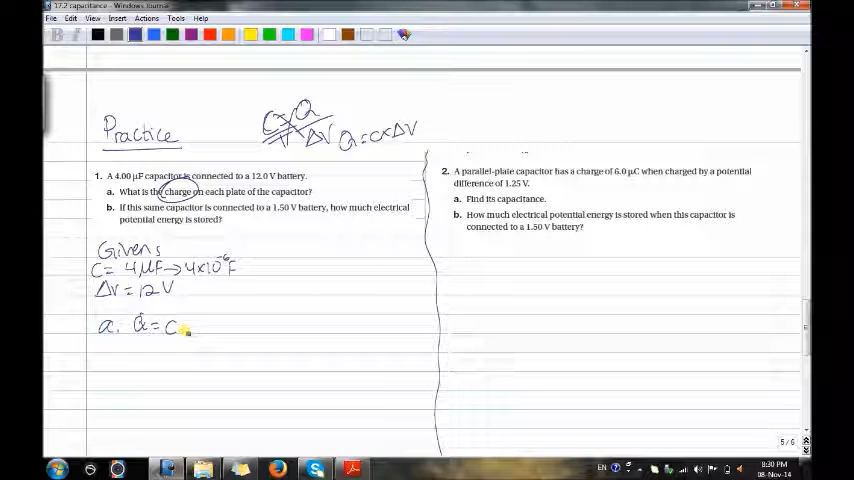 17.2 capacitance - Windows Journal
File Edit View Insert Actions Tools Help
B I
Practice
C = Q
ΔV
Q = C×ΔV
1. A 4.00 µF capacitor is connected to a 12.0 V battery.
a. What is the charge on each plate of the capacitor?
b. If this same capacitor is connected to a 1.50 V battery, how much electrical
potential energy is stored?
Givens
C = 4 µF → 4×10⁻⁶F
ΔV = 12 V
a. Q = C
2. A parallel-plate capacitor has a charge of 6.0 µC when charged by a potential
difference of 1.25 V.
a. Find its capacitance.
b. How much electrical potential energy is stored when this capacitor is
connected to a 1.50 V battery?
5/6
EN
8:30 PM
08-Nov-14